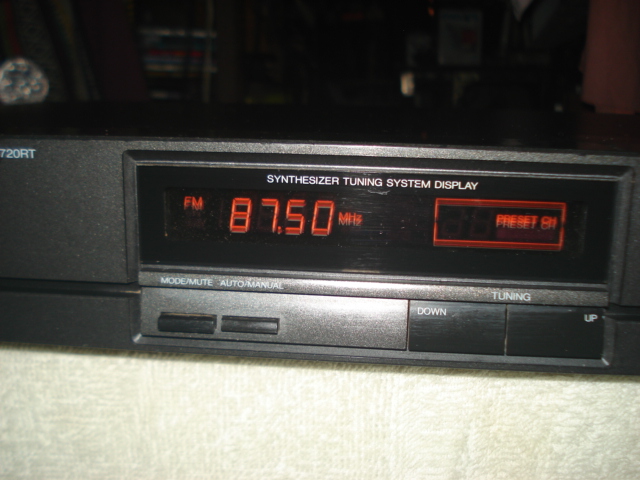 720RT
SYNTHESIZER TUNING SYSTEM DISPLAY
FM 87.50 MHz
PRESET CH
MODE/MUTE AUTO/MANUAL
TUNING
DOWN
UP